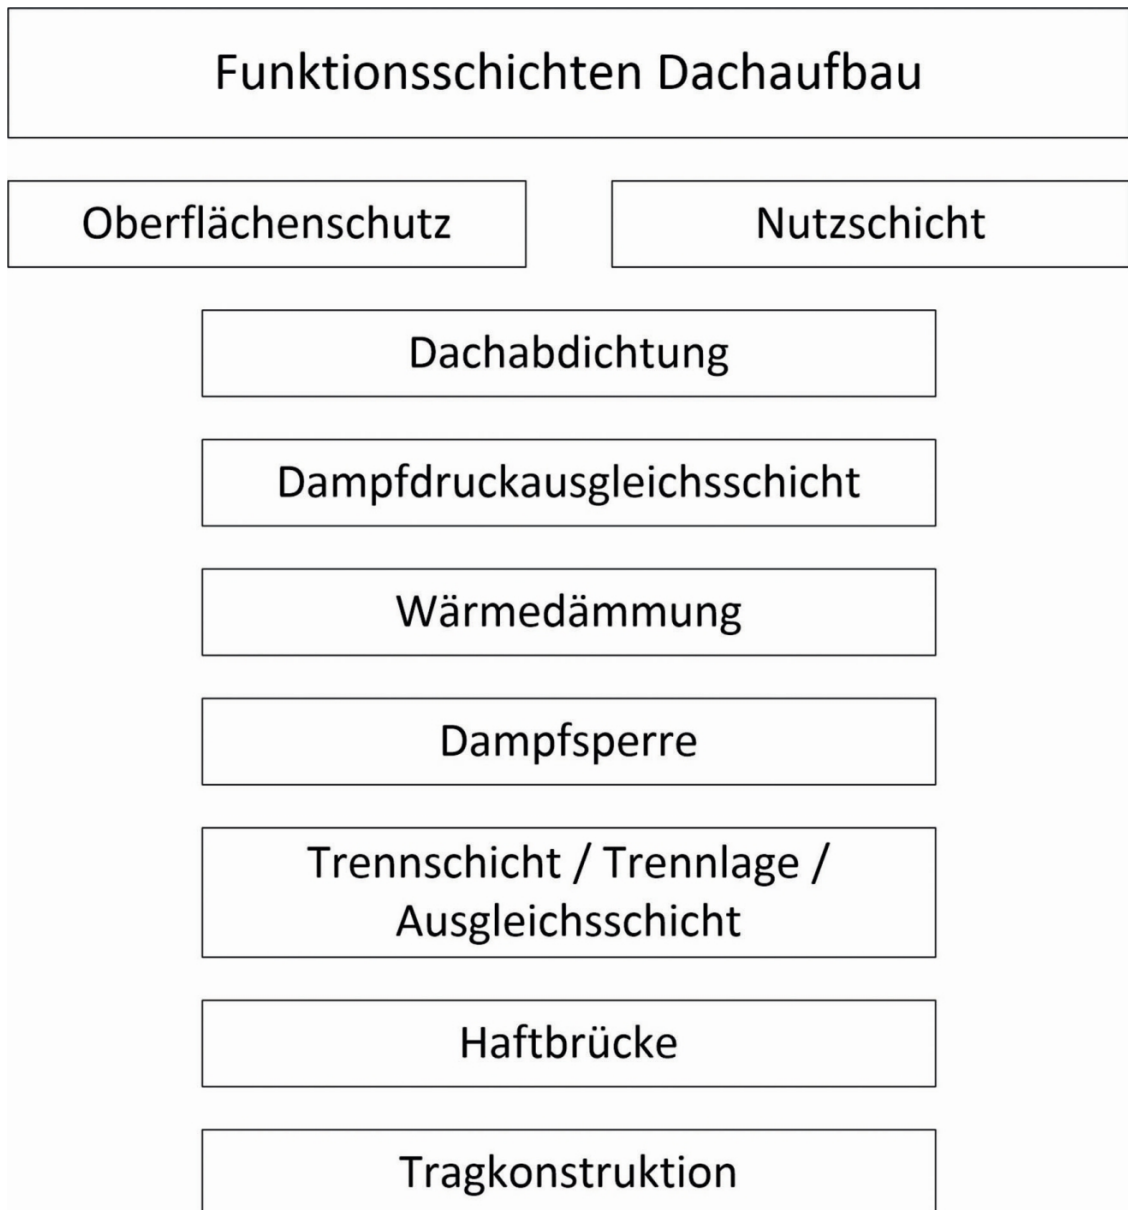 Funktionsschichten Dachaufbau
Oberflächenschutz
Nutzschicht
Dachabdichtung
Dampfdruckausgleichsschicht
Wärmedämmung
Dampfsperre
Trennschicht / Trennlage /
Ausgleichsschicht
Haftbrücke
Tragkonstruktion